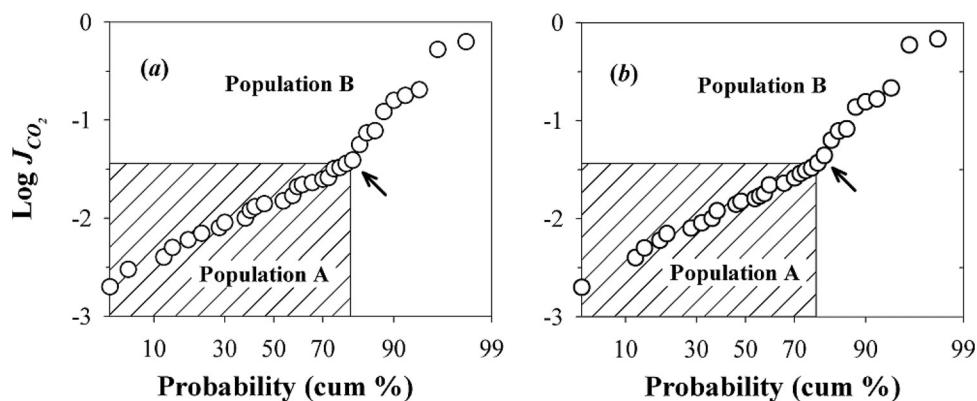 (a)
Population B
Population A
Log J_CO2
0
-1
-2
-3
10
30
50
70
90
99
Probability (cum %)
(b)
Population B
Population A
0
-1
-2
-3
10
30
50
70
90
99
Probability (cum %)